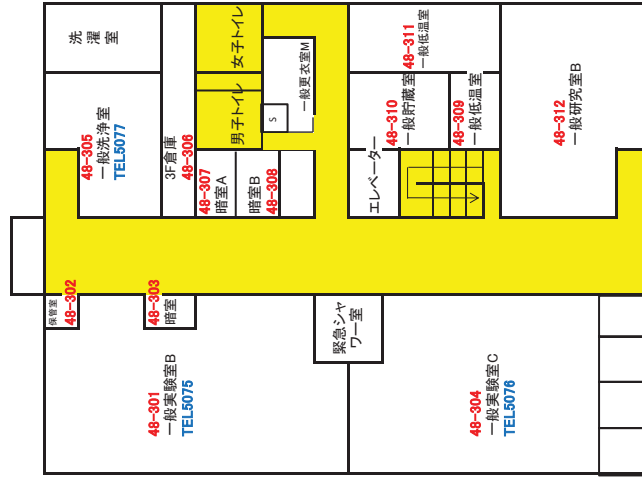 洗濯室
48-305
一般洗浄室
TEL5077
3F倉庫
48-306
女子トイレ
男子トイレ
48-307
暗室A
暗室B
48-308
S
一般更衣室M
48-311
一般低温室
48-310
一般貯蔵室
48-309
一般低温室
エレベーター
48-312
一般研究室B
保管室
48-302
48-303
暗室
緊急シャ
ワー室
48-301
一般実験室B
TEL5075
48-304
一般実験室C
TEL5076